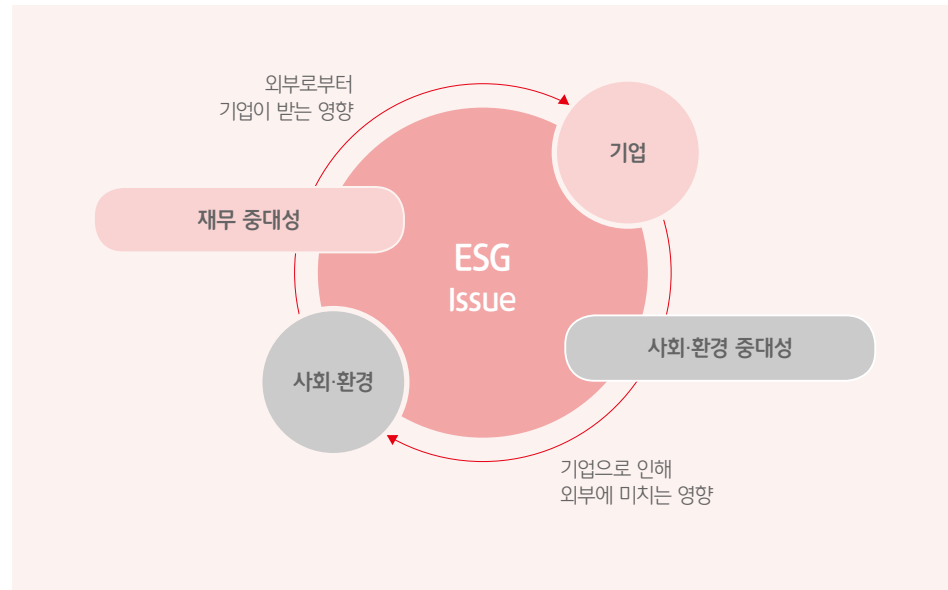 외부로부터
기업이 받는 영향
기업
재무 중대성
ESG
Issue
사회·환경 중대성
사회·환경
기업으로 인해
외부에 미치는 영향